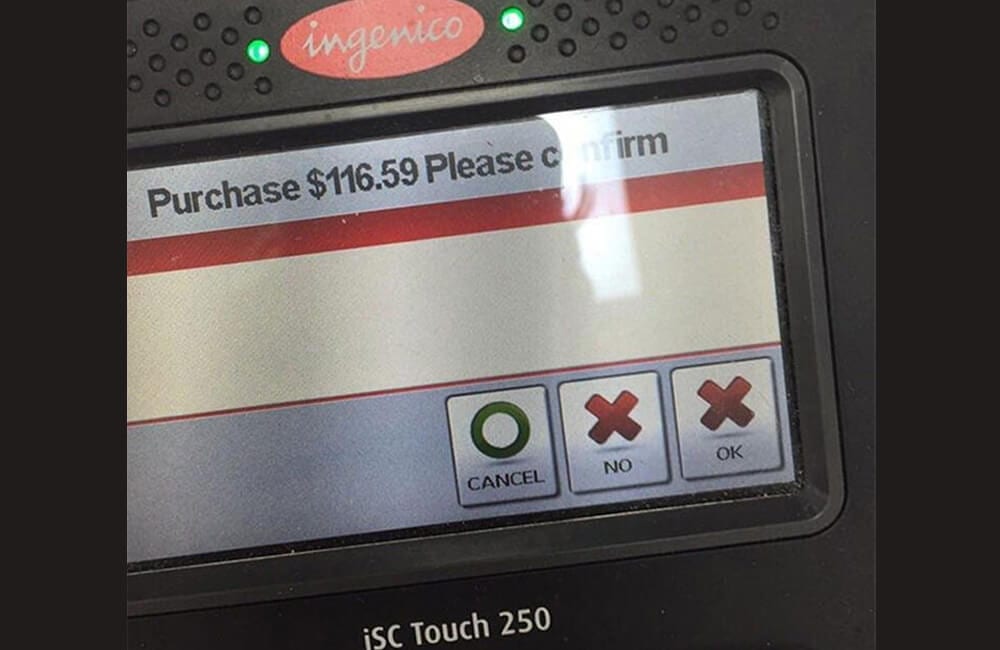 ingenico
Purchase $116.59 Please confirm
CANCEL
NO
OK
iSC Touch 250